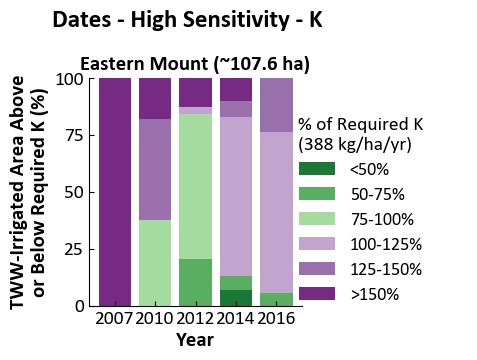 Dates - High Sensitivity - K
Eastern Mount (~107.6 ha)
TWW-Irrigated Area Above
or Below Required K (%)
100
75
50
25
0
2007 2010 2012 2014 2016
Year
% of Required K
(388 kg/ha/yr)
<50%
50-75%
75-100%
100-125%
125-150%
>150%